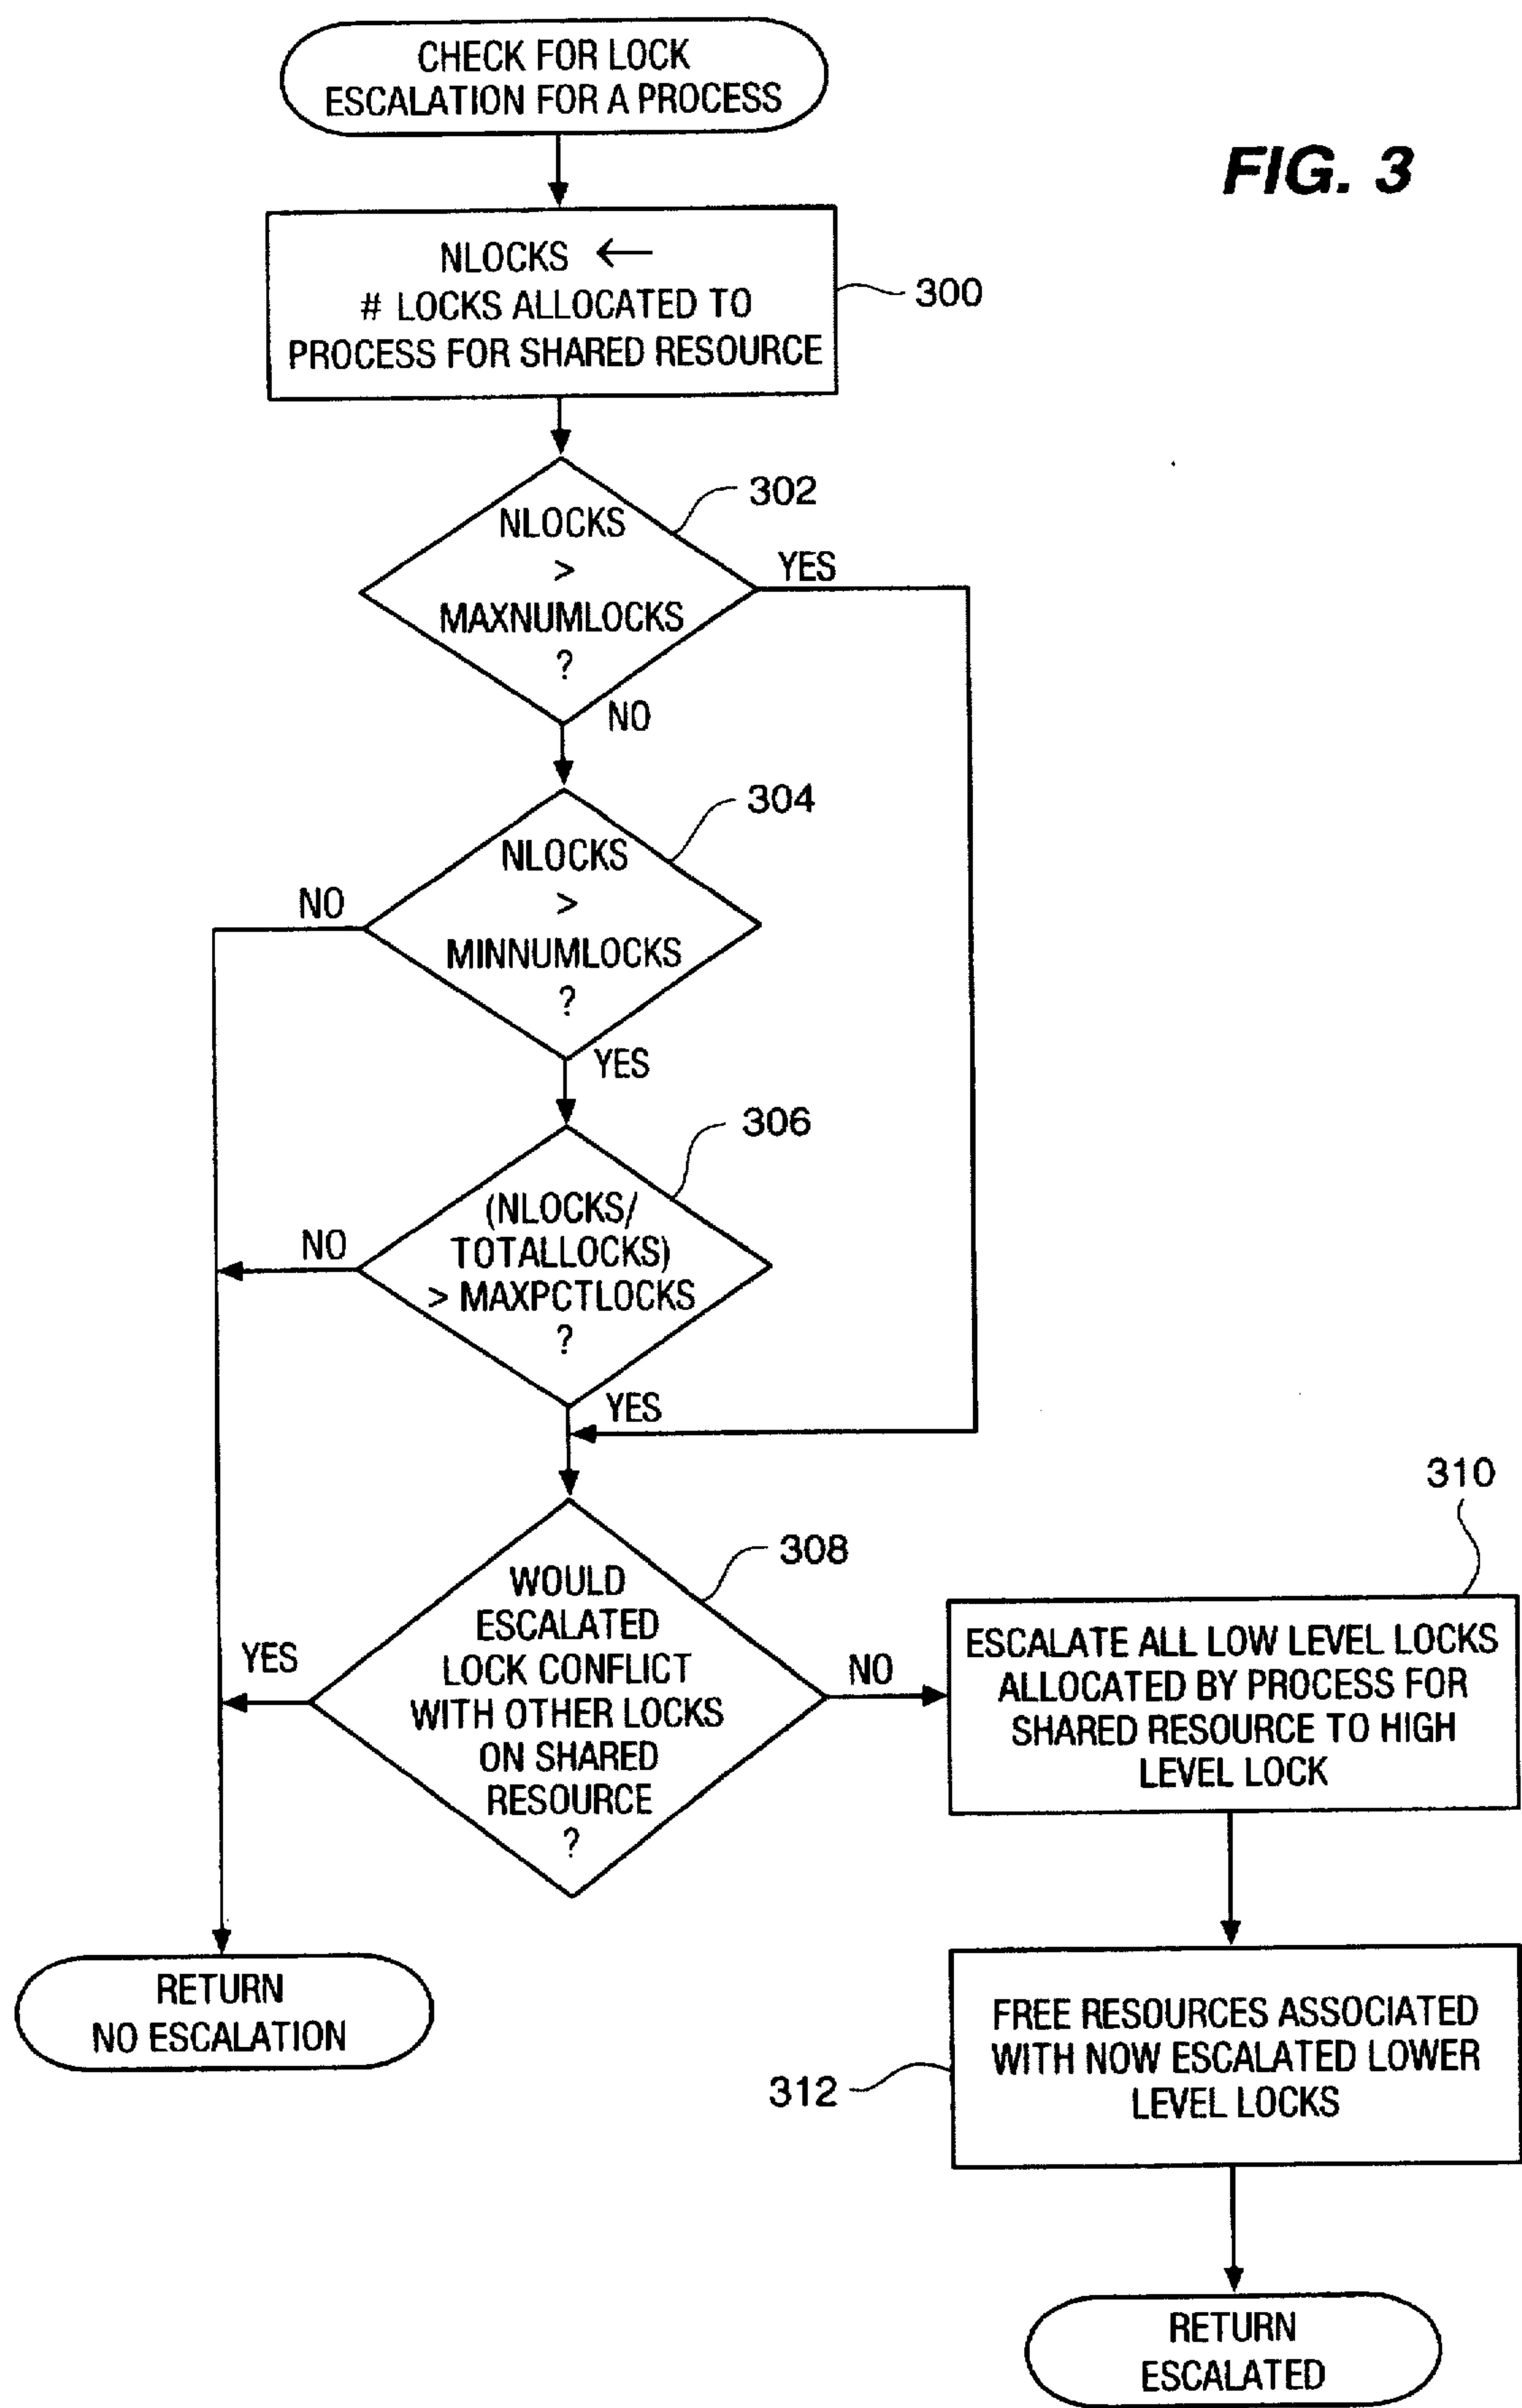 CHECK FOR LOCK
ESCALATION FOR A PROCESS
FIG. 3
NLOCKS ←
# LOCKS ALLOCATED TO
PROCESS FOR SHARED RESOURCE
300
302
NLOCKS
>
MAXNUMLOCKS
?
YES
NO
304
NLOCKS
>
MINNUMLOCKS
?
NO
YES
306
(NLOCKS/
TOTALLOCKS)
> MAXPCTLOCKS
?
NO
YES
308
WOULD
ESCALATED
LOCK CONFLICT
WITH OTHER LOCKS
ON SHARED
RESOURCE
?
YES
NO
310
ESCALATE ALL LOW LEVEL LOCKS
ALLOCATED BY PROCESS FOR
SHARED RESOURCE TO HIGH
LEVEL LOCK
RETURN
NO ESCALATION
312
FREE RESOURCES ASSOCIATED
WITH NOW ESCALATED LOWER
LEVEL LOCKS
RETURN
ESCALATED